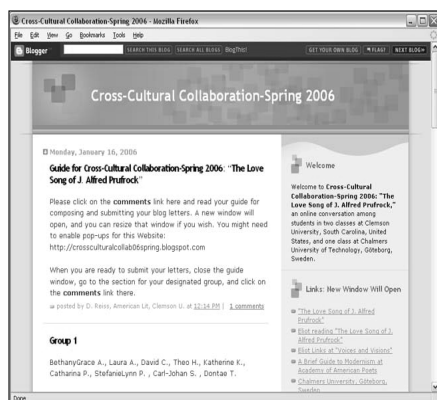 Cross-Cultural Collaboration-Spring 2006 - Mozilla Firefox
File Edit View Go Bookmarks Tools Help
Blogger SEARCH THIS BLOG SEARCH ALL BLOGS BlogThis! GET YOUR OWN BLOG FLAG? NEXT BLOG»
Cross-Cultural Collaboration-Spring 2006
Monday, January 16, 2006
Guide for Cross-Cultural Collaboration-Spring 2006: "The Love
Song of J. Alfred Prufrock"
Please click on the comments link here and read your guide for
composing and submitting your blog letters. A new window will
open, and you can resize that window if you wish. You might need
to enable pop-ups for this Website:
http://crossculturalcollab06spring.blogspot.com
When you are ready to submit your letters, close the guide
window, go to the section for your designated group, and click on
the comments link there.
posted by D. Reiss, American Lit, Clemson U. at 12:14 PM | 1 comments
Group 1
BethanyGrace A., Laura A., David C., Theo H., Katherine K.,
Catharina P., StefanieLynn P. , Carl-Johan S. , Dontae T.
Welcome
Welcome to Cross-Cultural
Collaboration-Spring 2006: "The
Love Song of J. Alfred Prufrock,"
an online conversation among
students in two classes at Clemson
University, South Carolina, United
States, and one class at Chalmers
University of Technology, Göteborg,
Sweden.
Links: New Window Will Open
"The Love Song of J. Alfred
Prufrock"
Eliot reading "The Love Song of J.
Alfred Prufrock"
Eliot Links at "Voices and Visions"
A Brief Guide to Modernism at
Academy of American Poets
Chalmers University, Göteborg,
Sweden
Done